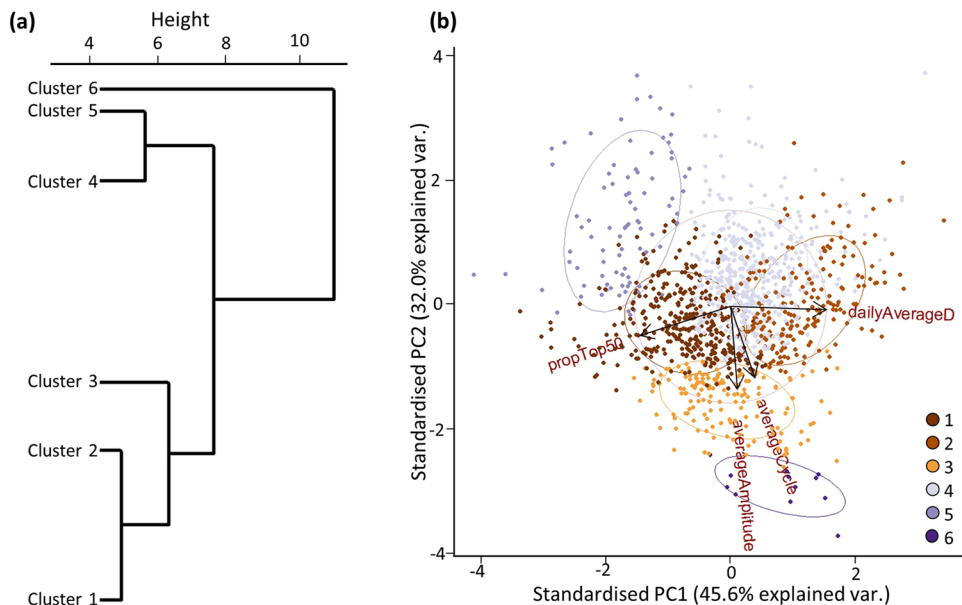 (a)
Height
4 6 8 10
Cluster 6
Cluster 5
Cluster 4
Cluster 3
Cluster 2
Cluster 1
(b)
Standardised PC2 (32.0% explained var.)
4
2
0
-2
-4
dailyAverageD
propTop50
averageCycle
averageAmplitude
1
2
3
4
5
6
-4 -2 0 2
Standardised PC1 (45.6% explained var.)